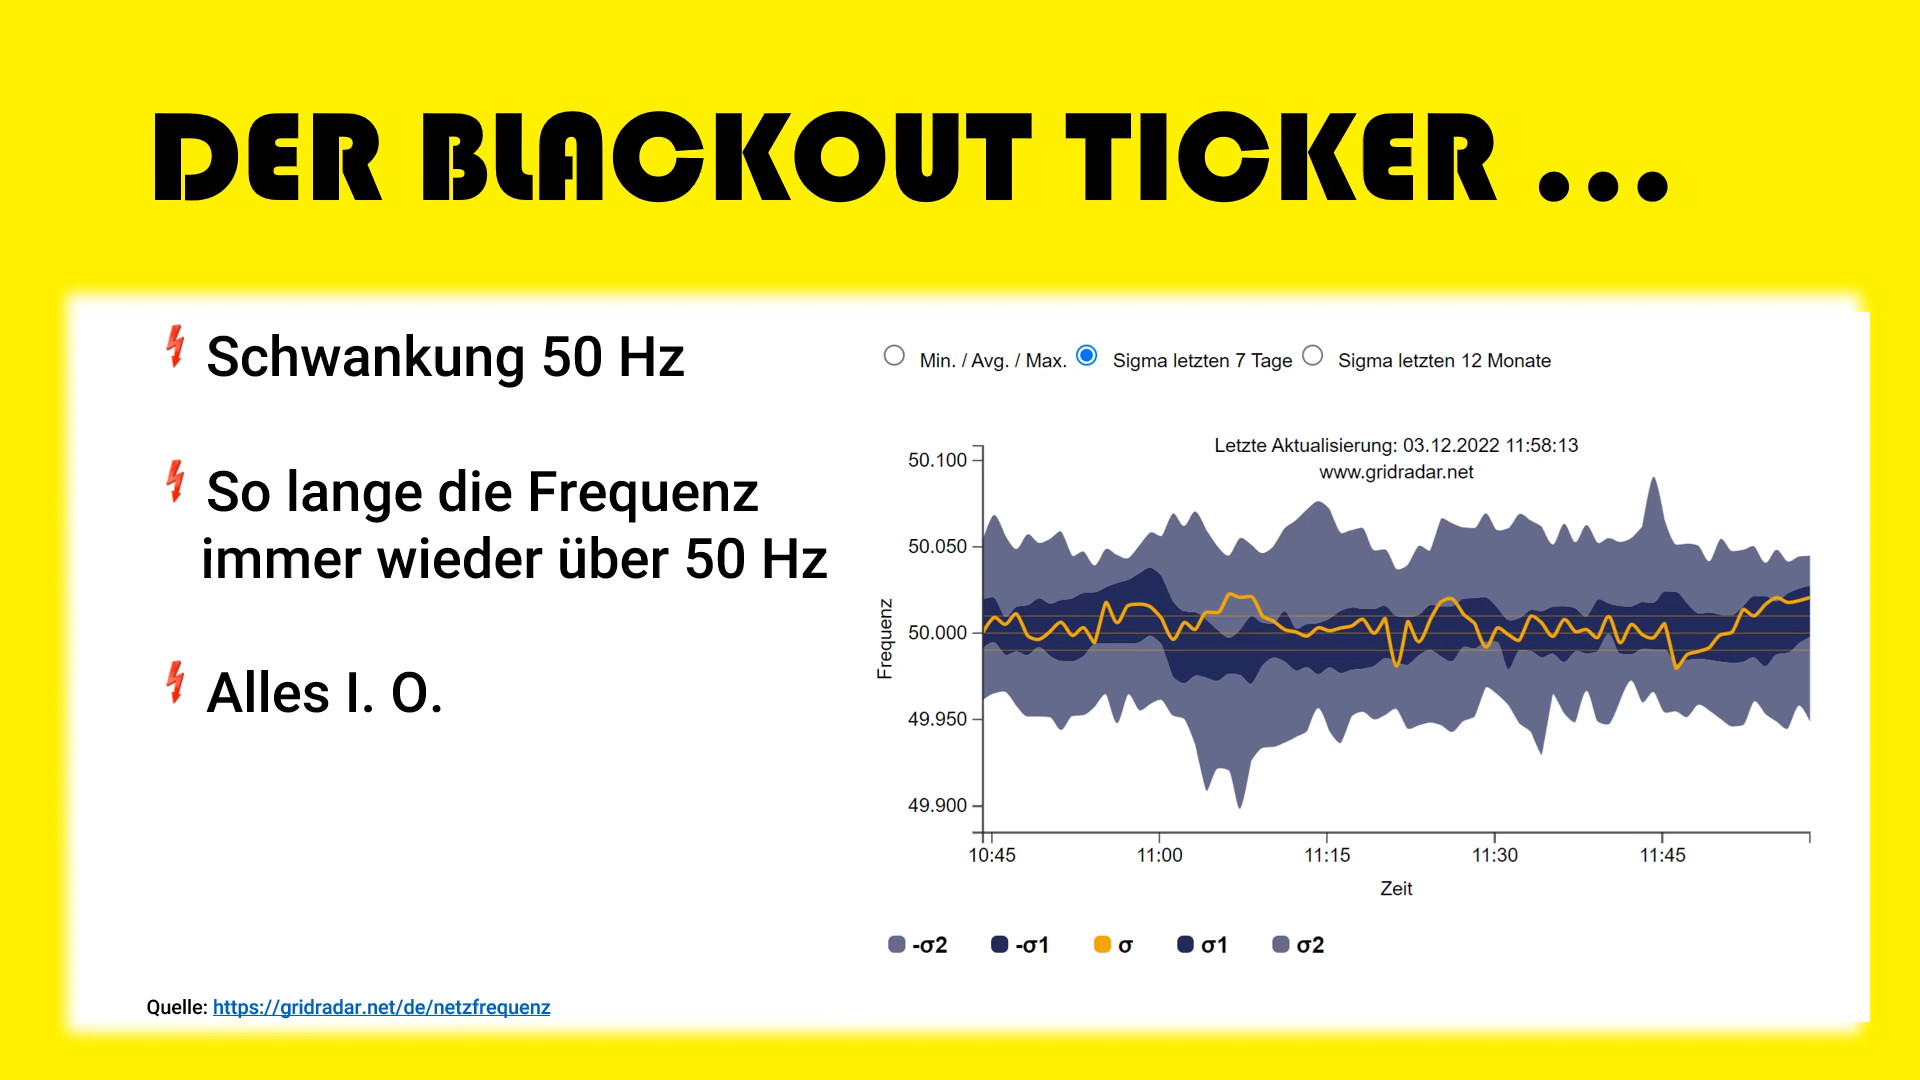 DER BLACKOUT TICKER ...
Schwankung 50 Hz
So lange die Frequenz
immer wieder über 50 Hz
Alles I. O.
Quelle: https://gridradar.net/de/netzfrequenz
Min. / Avg. / Max. Sigma letzten 7 Tage Sigma letzten 12 Monate
Letzte Aktualisierung: 03.12.2022 11:58:13
www.gridradar.net
Frequenz
50.100
50.050
50.000
49.950
49.900
10:45 11:00 11:15 11:30 11:45
Zeit
-σ2 -σ1 σ σ1 σ2